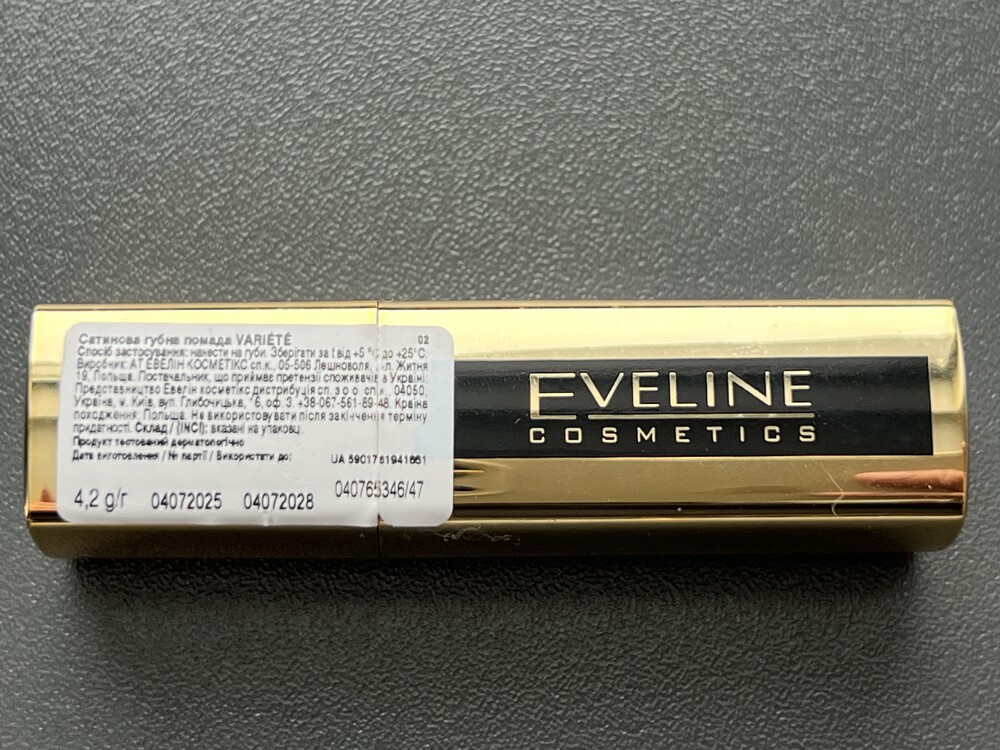 Сатинова губна помада VARIÉTÉ 02
Спосіб застосування: нанести на губи. Зберігати за t від +5 °C до +25°C.
Виробник: АТ ЕВЕЛІН КОСМЕТІКС сп.к., 05-506 Лешноволя, Житня
19, Польща. Постачальник, що приймає претензії споживачів в Україні:
Представництво Евелін косметікс дистрибуція сп. з о.о. сп.к., 04050,
Україна, м. Київ, вул. Глибочицька, оф. 3. +38-067-561-89-48. Країна
походження: Польща. Не використовувати після закінчення терміну
придатності. Склад / (INCI): вказані на упаковці.
Продукт тестований дерматологічно
Дата виготовлення / № партії / Використати до: UA 5901761941661
4,2 g/г 04072025 04072028 040765346/47
EVELINE
COSMETICS